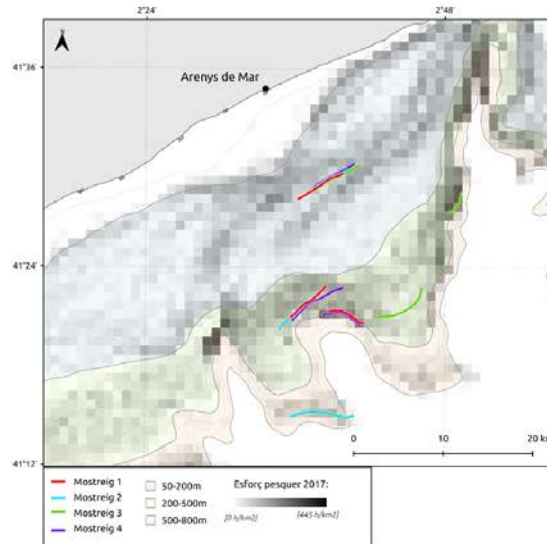 2°24'
2°48'
N
41°36'
Arenys de Mar
41°24'
41°12'
0 10 20 km
Mostreig 1
Mostreig 2
Mostreig 3
Mostreig 4
50-200m
200-500m
500-800m
Esforç pesquer 2017:
[0 h/km2]
[445 h/km2]